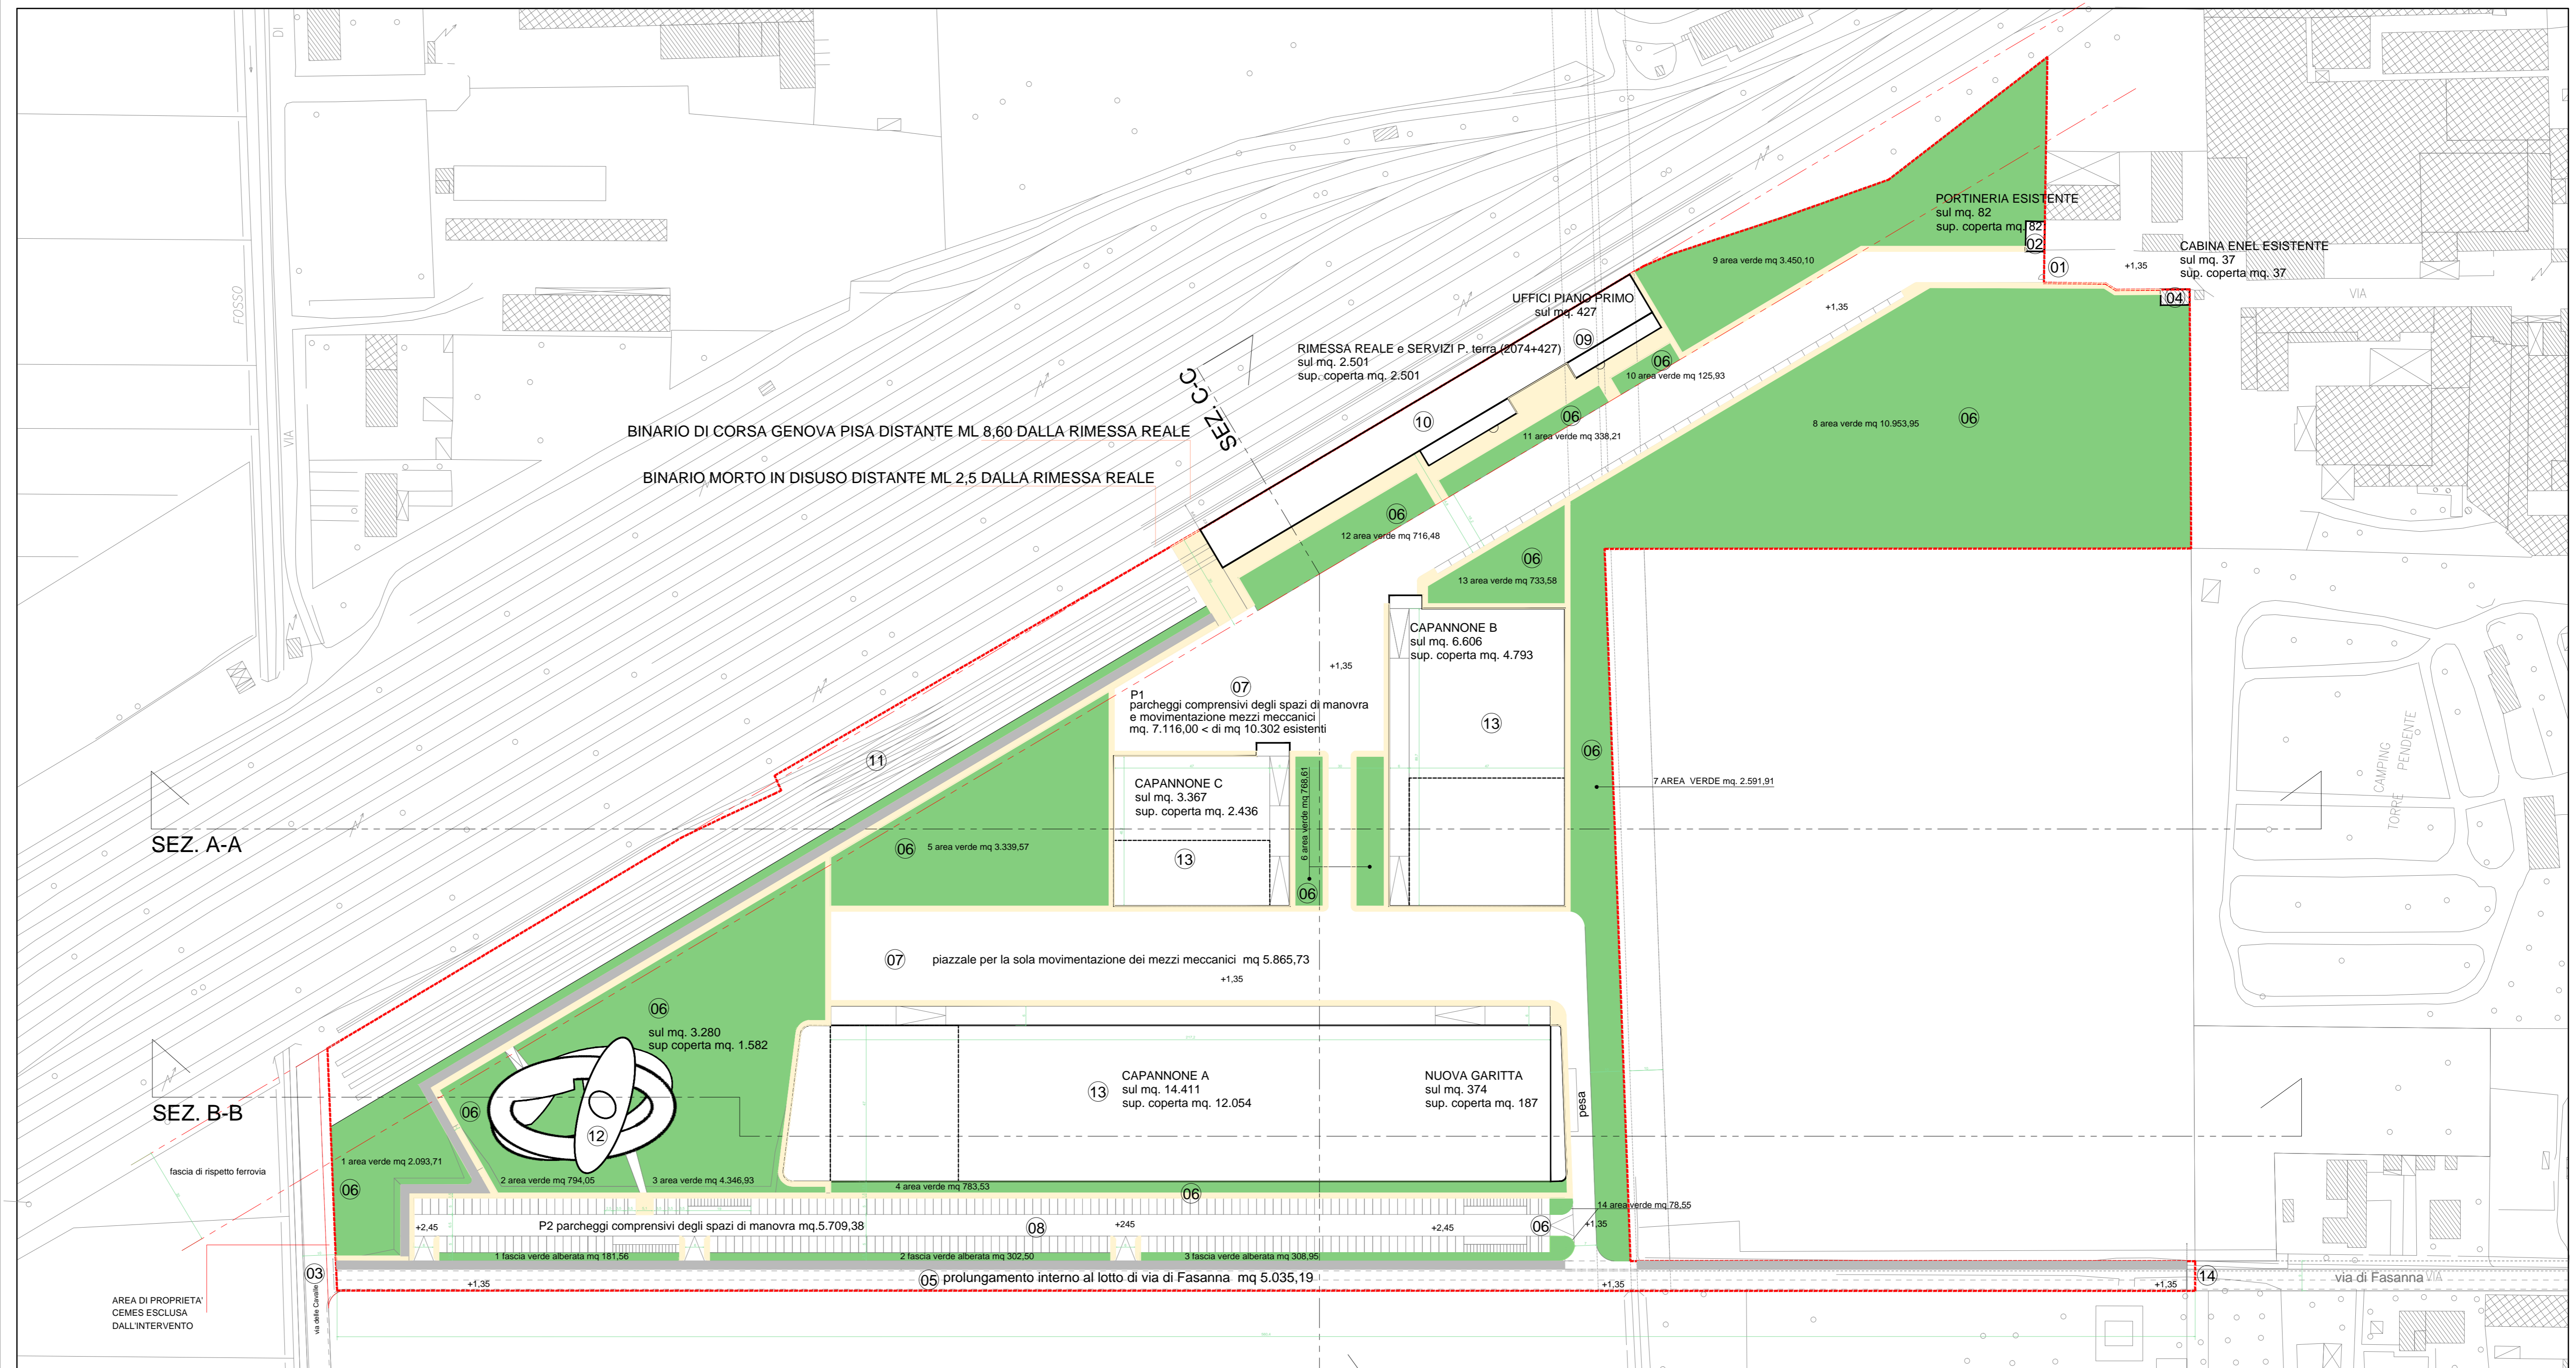 DI
FOSSO
VIA
VIA
PORTINERIA ESISTENTE
sul mq. 82
sup. coperta mq. 82
02
CABINA ENEL ESISTENTE
sul mq. 37
sup. coperta mq. 37
01
+1,35
04
VIA
9 area verde mq 3.450,10
+1,35
UFFICI PIANO PRIMO
sul mq. 427
09
RIMESSA REALE e SERVIZI P. terra (2074+427)
sul mq. 2.501
sup. coperta mq. 2.501
06
10 area verde mq 125,93
SEZ. C-C
10
06
11 area verde mq 338,21
8 area verde mq 10.953,95
06
BINARIO DI CORSA GENOVA PISA DISTANTE ML 8,60 DALLA RIMESSA REALE
BINARIO MORTO IN DISUSO DISTANTE ML 2,5 DALLA RIMESSA REALE
06
12 area verde mq 716,48
06
13 area verde mq 733,58
CAPANNONE B
sul mq. 6.606
sup. coperta mq. 4.793
+1,35
07
P1
parcheggi comprensivi degli spazi di manovra
e movimentazione mezzi meccanici
mq. 7.116,00 < di mq 10.302 esistenti
13
06
11
CAPANNONE C
sul mq. 3.367
sup. coperta mq. 2.436
13
6 area verde mq 768,61
06
7 AREA VERDE mq. 2.591,91
CAMPING
TORRE PENDENTE
SEZ. A-A
06
5 area verde mq 3.339,57
07
piazzale per la sola movimentazione dei mezzi meccanici mq 5.865,73
+1,35
06
sul mq. 3.280
sup coperta mq. 1.582
SEZ. B-B
06
12
13
CAPANNONE A
sul mq. 14.411
sup. coperta mq. 12.054
NUOVA GARITTA
sul mq. 374
sup. coperta mq. 187
pesa
fascia di rispetto ferrovia
1 area verde mq 2.093,71
06
2 area verde mq 794,05
3 area verde mq 4.346,93
4 area verde mq 783,53
06
14 area verde mq 78,55
+2,45
P2 parcheggi comprensivi degli spazi di manovra mq.5.709,38
08
+245
+2,45
06
+1,35
1 fascia verde alberata mq 181,56
2 fascia verde alberata mq 302,50
3 fascia verde alberata mq 308,95
03
+1,35
05
prolungamento interno al lotto di via di Fasanna mq 5.035,19
+1,35
+1,35
14
via di Fasanna
VIA
via delle Cavalle
AREA DI PROPRIETA'
CEMES ESCLUSA
DALL'INTERVENTO